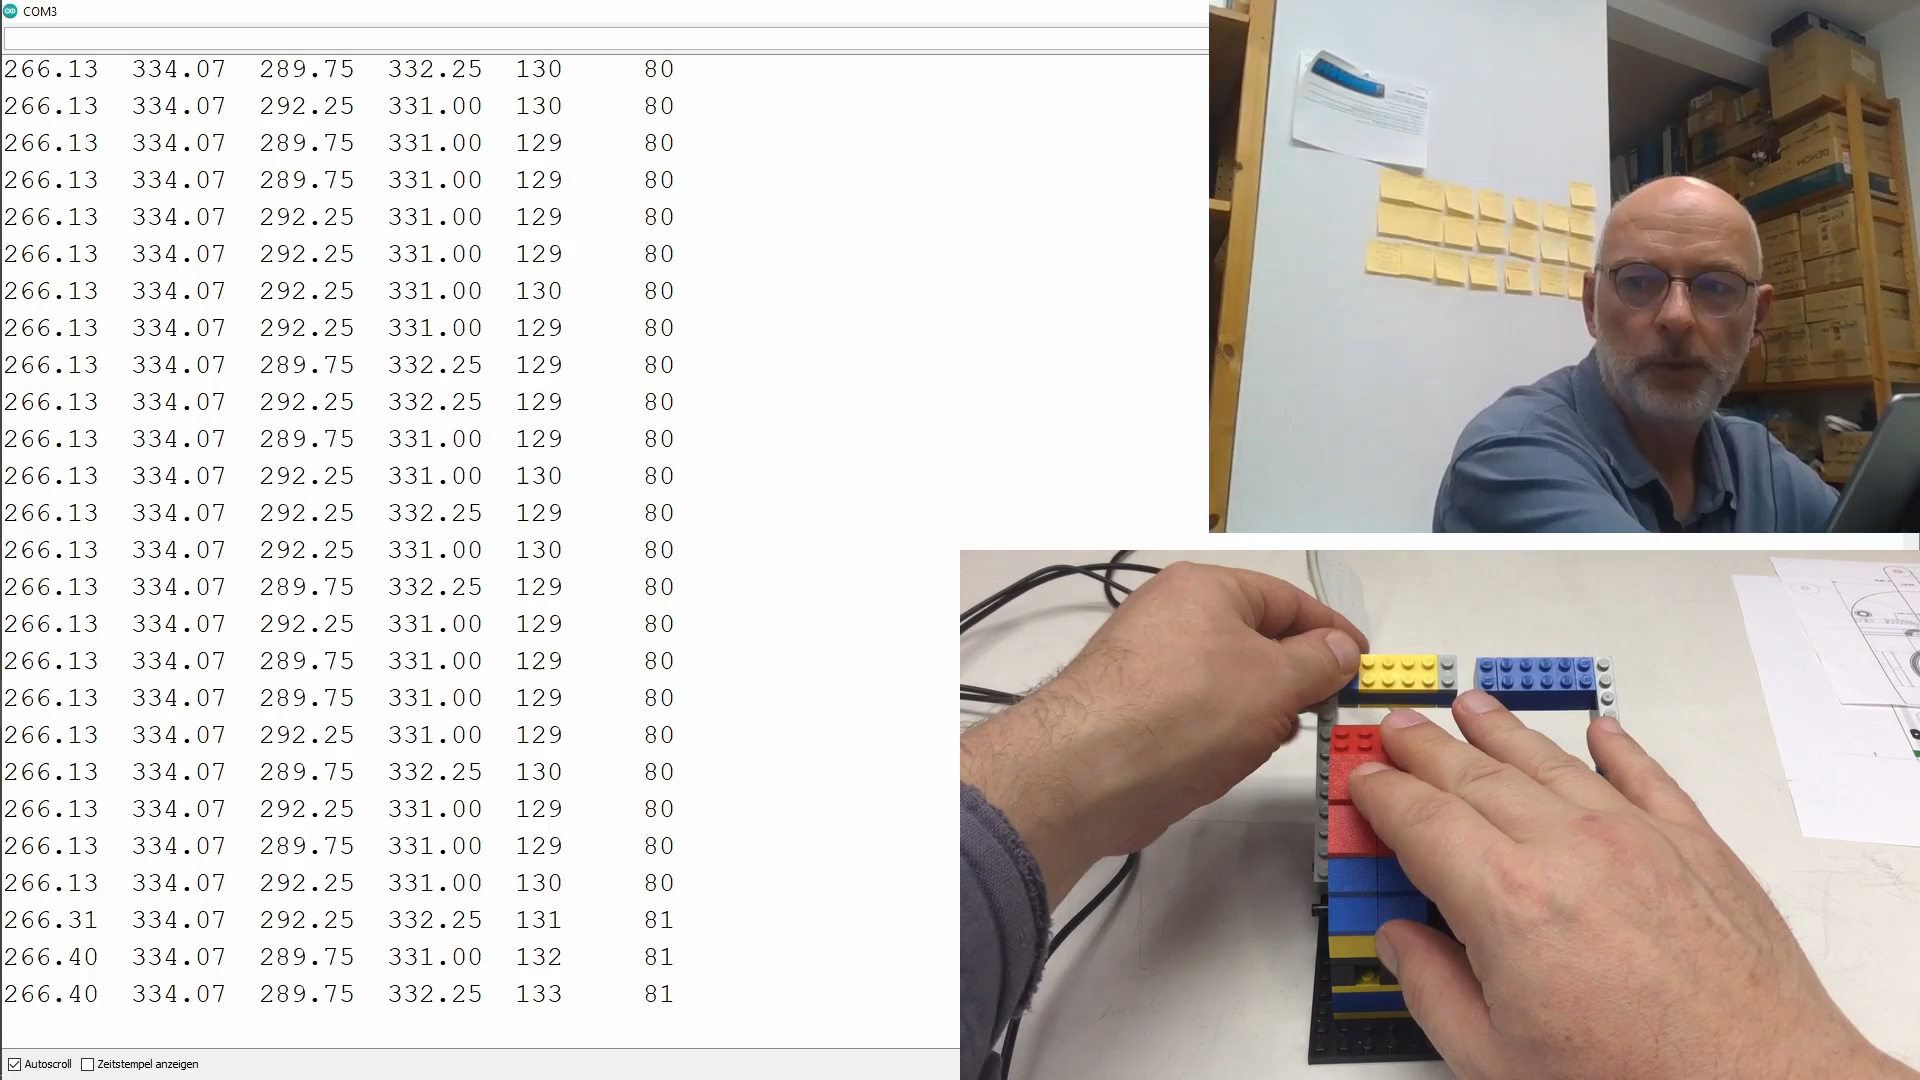 COM3
266.13 334.07 289.75 332.25 130 80
266.13 334.07 292.25 331.00 130 80
266.13 334.07 289.75 331.00 129 80
266.13 334.07 289.75 331.00 129 80
266.13 334.07 292.25 331.00 129 80
266.13 334.07 292.25 331.00 129 80
266.13 334.07 292.25 331.00 130 80
266.13 334.07 292.25 331.00 129 80
266.13 334.07 289.75 332.25 129 80
266.13 334.07 292.25 332.25 129 80
266.13 334.07 289.75 331.00 129 80
266.13 334.07 292.25 331.00 130 80
266.13 334.07 292.25 332.25 129 80
266.13 334.07 292.25 331.00 130 80
266.13 334.07 289.75 332.25 129 80
266.13 334.07 292.25 331.00 129 80
266.13 334.07 289.75 331.00 129 80
266.13 334.07 289.75 331.00 129 80
266.13 334.07 292.25 331.00 129 80
266.13 334.07 289.75 332.25 130 80
266.13 334.07 292.25 331.00 129 80
266.13 334.07 289.75 331.00 129 80
266.13 334.07 292.25 331.00 130 80
266.31 334.07 292.25 332.25 131 81
266.40 334.07 289.75 331.00 132 81
266.40 334.07 289.75 332.25 133 81
Autoscroll Zeitstempel anzeigen